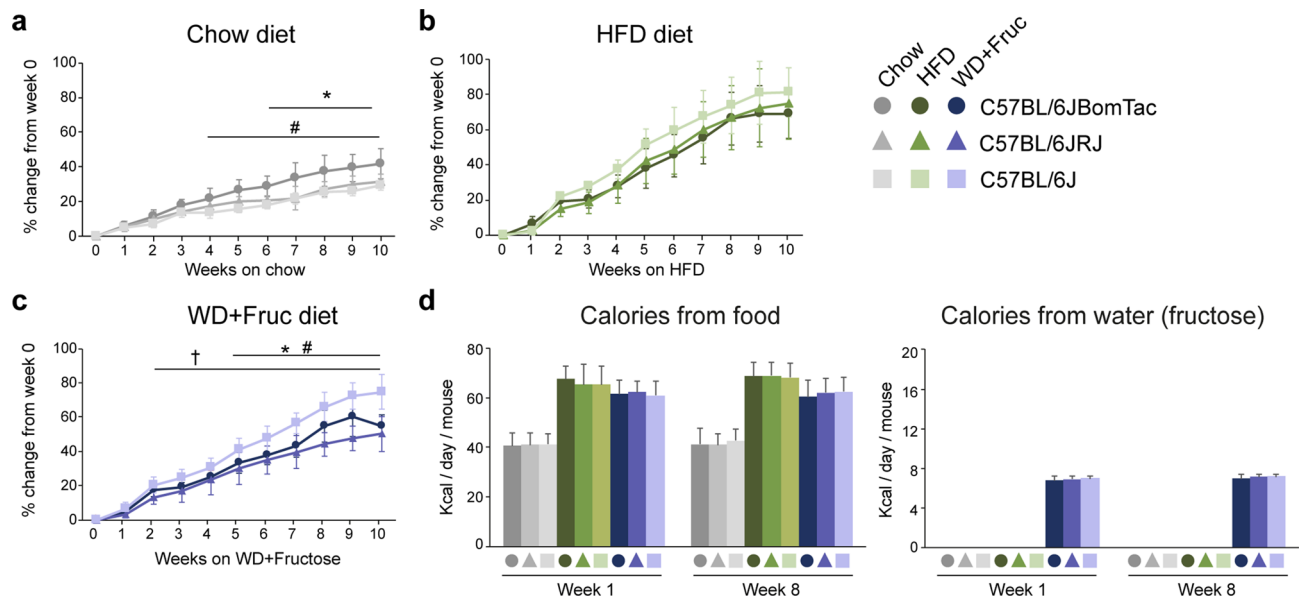 a
Chow diet
% change from week 0
100
80
60
40
20
0
*
#
0 1 2 3 4 5 6 7 8 9 10
Weeks on chow
b
HFD diet
% change from week 0
100
80
60
40
20
0
0 1 2 3 4 5 6 7 8 9 10
Weeks on HFD
Chow
HFD
WD+Fruc
C57BL/6JBomTac
C57BL/6JRJ
C57BL/6J
c
WD+Fruc diet
% change from week 0
100
80
60
40
20
0
† * #
0 1 2 3 4 5 6 7 8 9 10
Weeks on WD+Fructose
d
Calories from food
Kcal / day / mouse
80
60
40
20
0
Week 1 Week 8
Calories from water (fructose)
Kcal / day / mouse
20
16
12
8
4
0
Week 1 Week 8